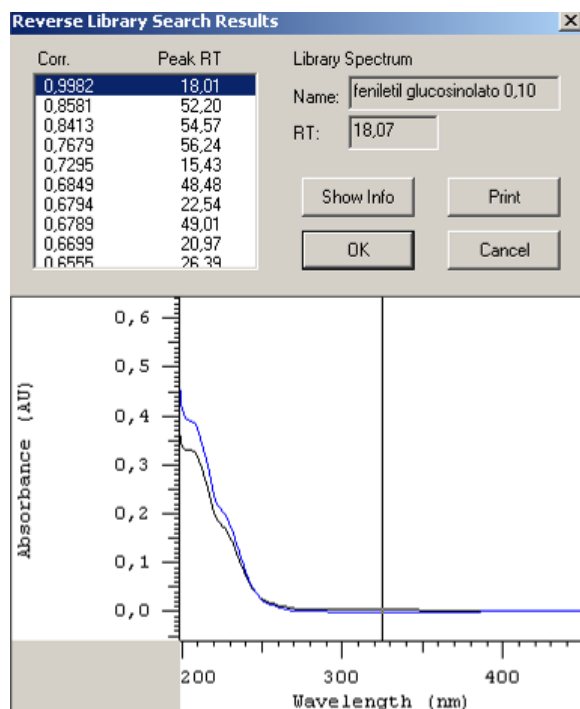 Reverse Library Search Results
Corr. Peak RT
0,9982 18,01
0,8581 52,20
0,8413 54,57
0,7679 56,24
0,7295 15,43
0,6849 48,48
0,6794 22,54
0,6789 49,01
0,6699 20,97
0,6555 26,39
Library Spectrum
Name: feniletil glucosinolato 0,10
RT: 18,07
Show Info Print
OK Cancel
0,6
0,5
0,4
0,3
0,2
0,1
0,0
Absorbance (AU)
200 300 400
Wavelength (nm)